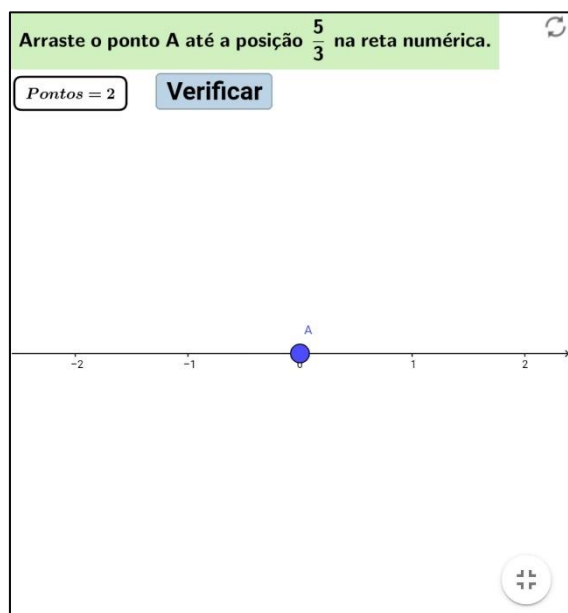 Arraste o ponto A até a posição 5/3 na reta numérica.
Pontos = 2
Verificar
A
−2 −1 0 1 2